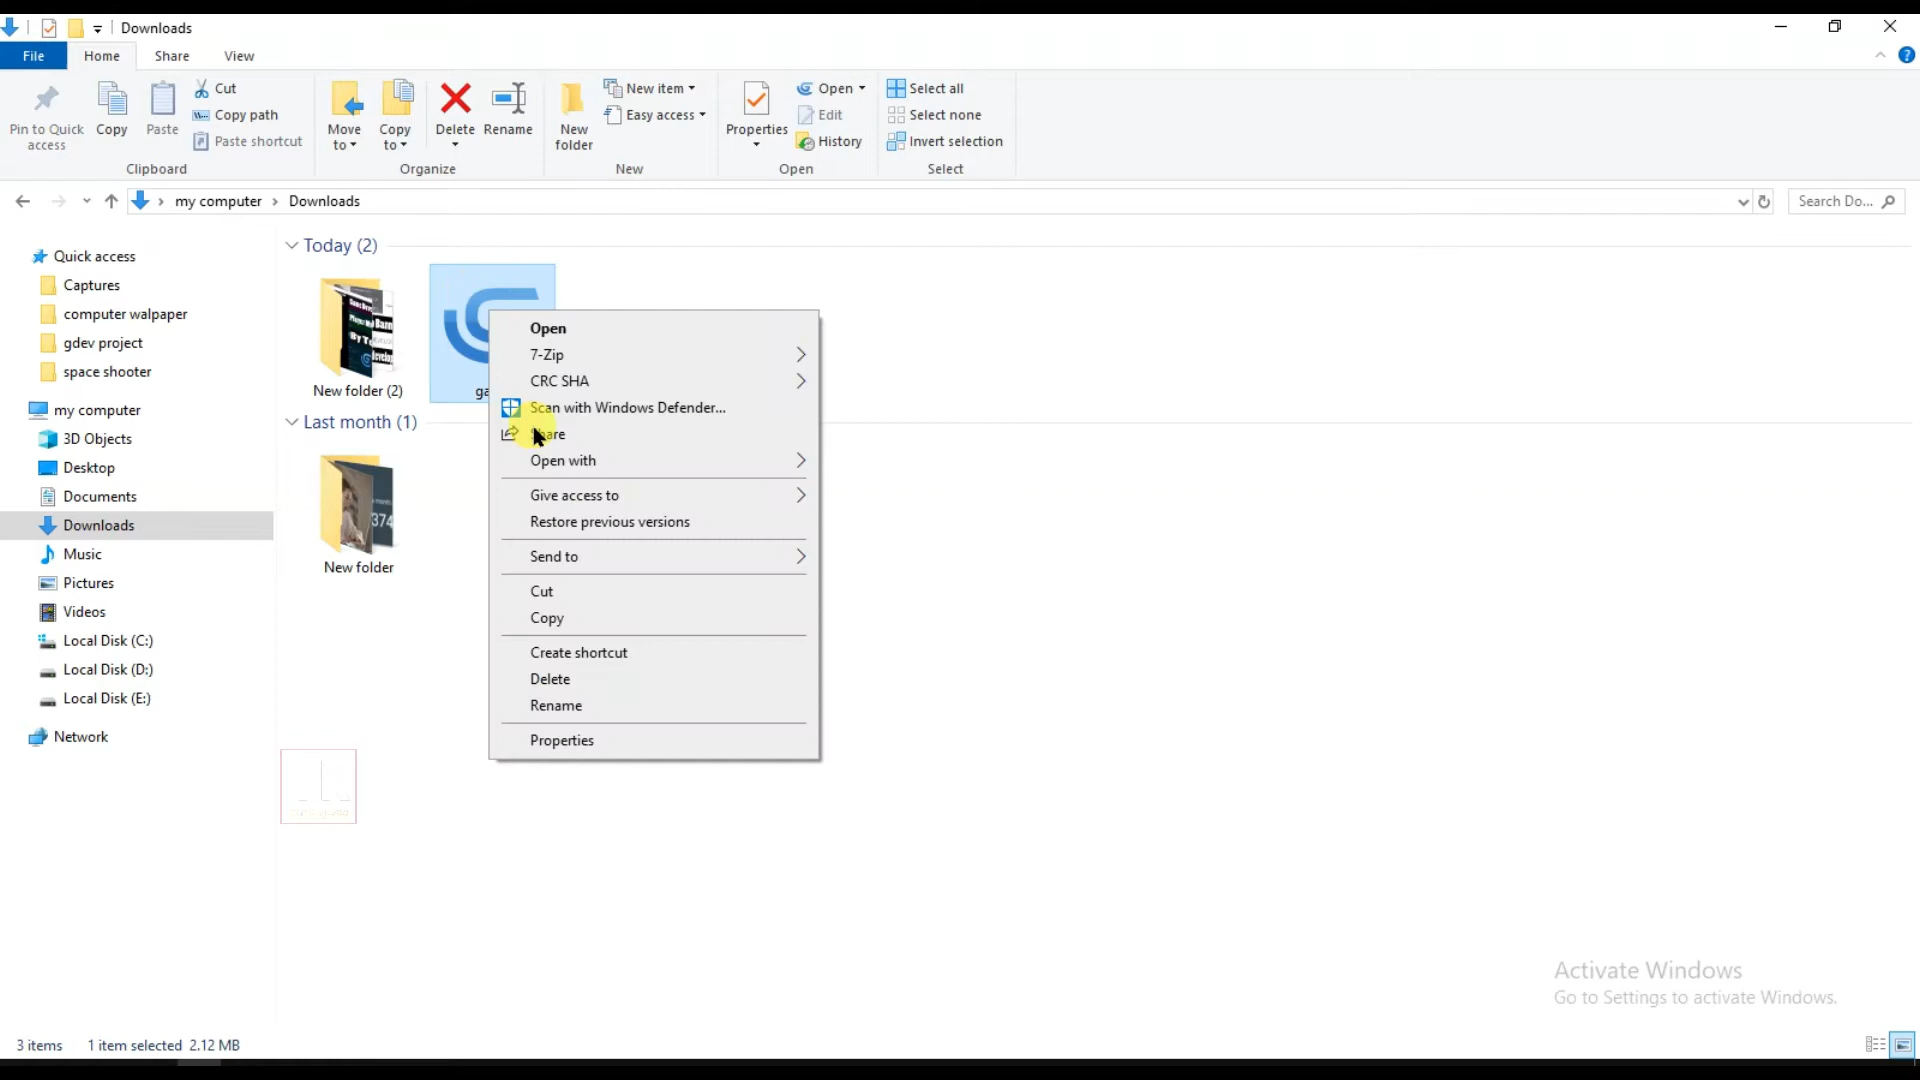 Downloads
File Home Share View
Pin to Quick access
Copy
Paste
Cut
Copy path
Paste shortcut
Clipboard
Move to
Copy to
Delete
Rename
Organize
New folder
New item
Easy access
New
Properties
Open
Edit
History
Open
Select all
Select none
Invert selection
Select
my computer > Downloads
Search Do...
Quick access
Captures
computer walpaper
gdev project
space shooter
my computer
3D Objects
Desktop
Documents
Downloads
Music
Pictures
Videos
Local Disk (C:)
Local Disk (D:)
Local Disk (E:)
Network
Today (2)
New folder (2)
ga
Last month (1)
374
New folder
Open
7-Zip
CRC SHA
Scan with Windows Defender...
Share
Open with
Give access to
Restore previous versions
Send to
Cut
Copy
Create shortcut
Delete
Rename
Properties
Activate Windows
Go to Settings to activate Windows.
3 items 1 item selected 2.12 MB